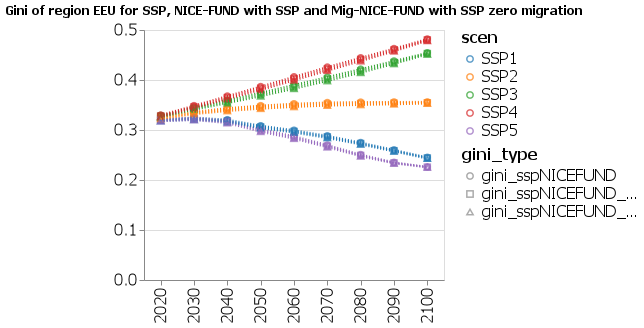 Gini of region EEU for SSP, NICE-FUND with SSP and Mig-NICE-FUND with SSP zero migration
0.5
0.4
0.3
0.2
0.1
0.0
2020
2030
2040
2050
2060
2070
2080
2090
2100
scen
SSP1
SSP2
SSP3
SSP4
SSP5
gini_type
gini_sspNICEFUND
gini_sspNICEFUND_...
gini_sspNICEFUND_...